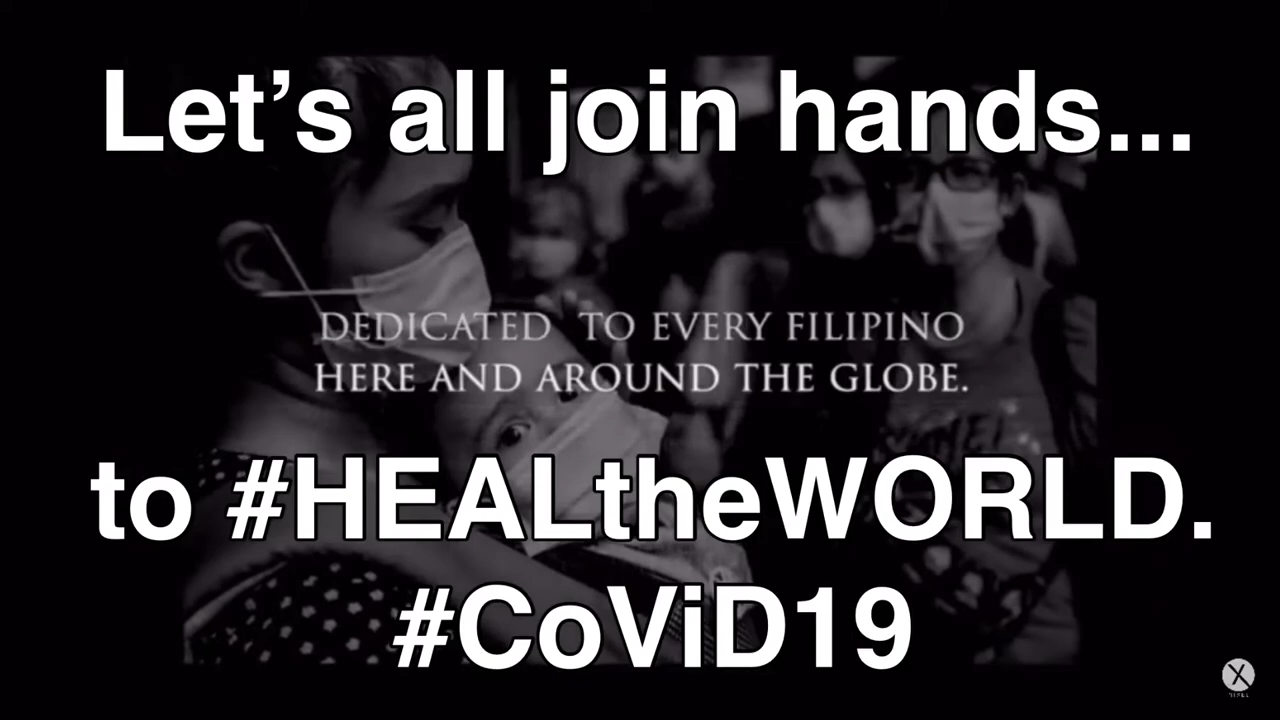 Let’s all join hands...
DEDICATED TO EVERY FILIPINO
HERE AND AROUND THE GLOBE.
to #HEALtheWORLD.
#CoViD19
X